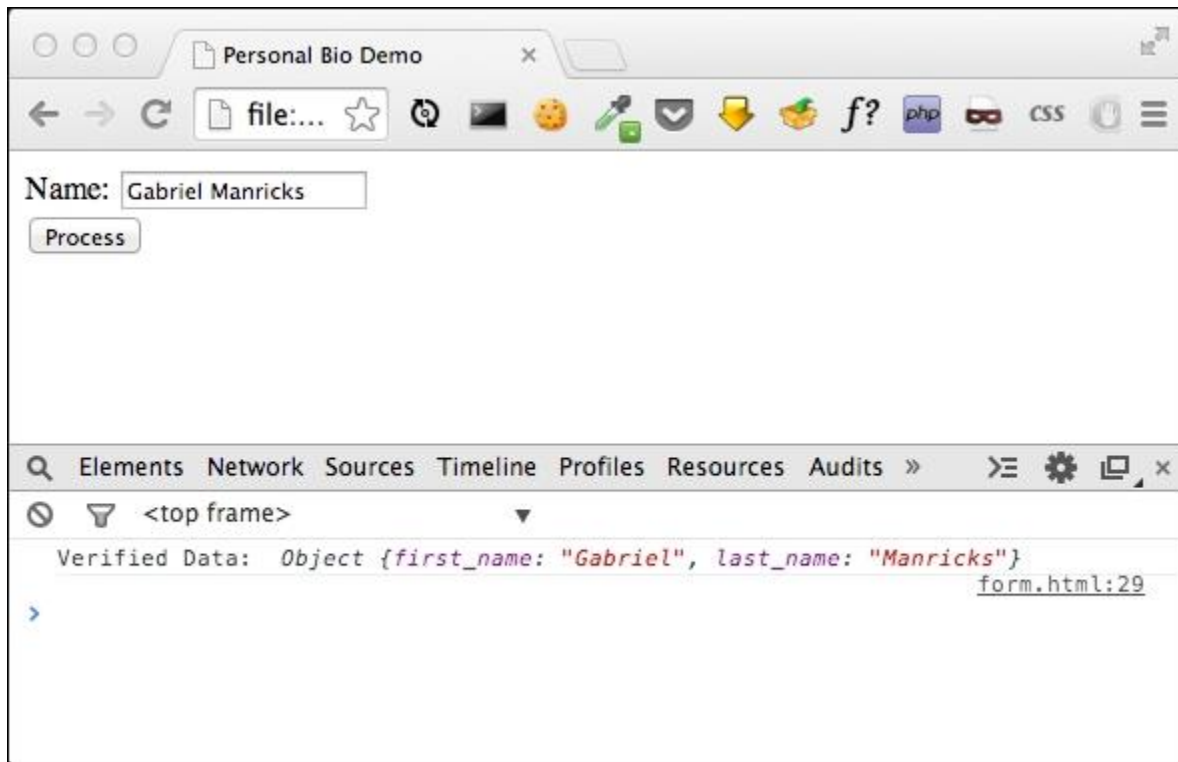 Personal Bio Demo
file:...
f? php css
Name: Gabriel Manricks
Process
Elements Network Sources Timeline Profiles Resources Audits »
<top frame>
Verified Data: Object {first_name: "Gabriel", last_name: "Manricks"}
form.html:29
>